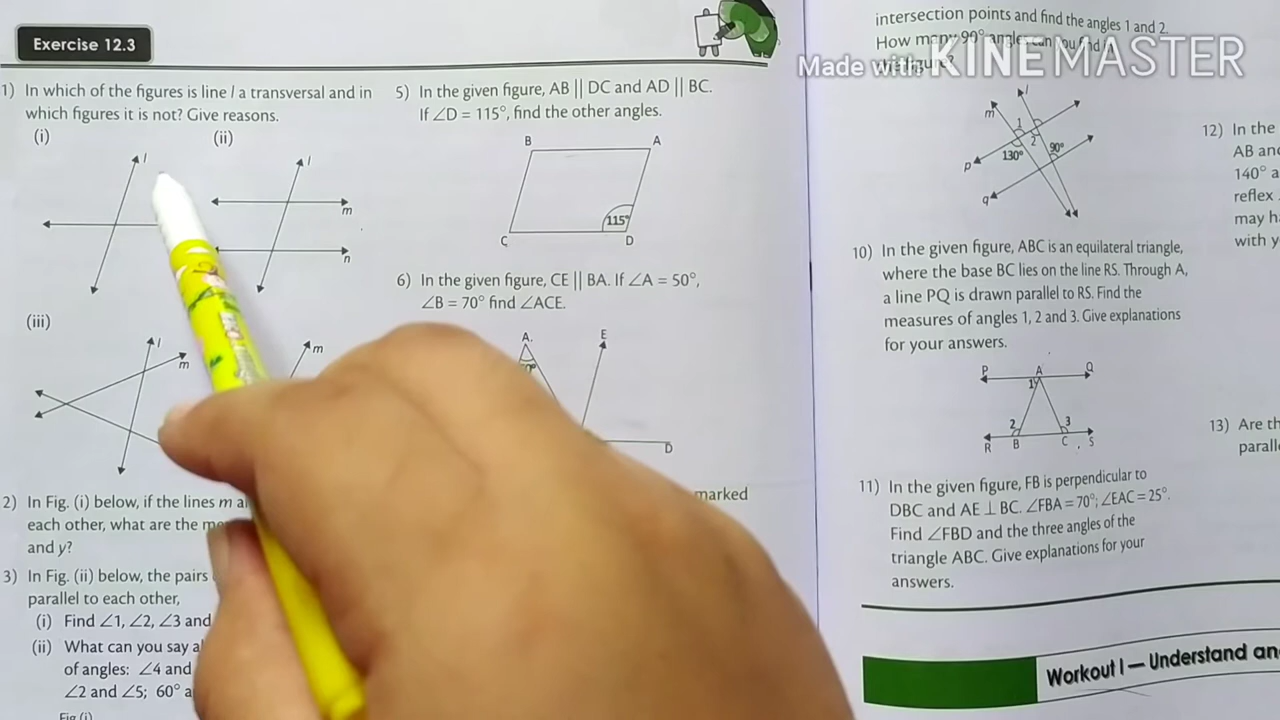 Exercise 12.3
1) In which of the figures is line l a transversal and in
which figures it is not? Give reasons.
(i)
(ii)
l
l
m
n
(iii)
l
m
m
2) In Fig. (i) below, if the lines m a
each other, what are the
and y?
3) In Fig. (ii) below, the pairs
parallel to each other,
(i) Find ∠1, ∠2, ∠3 and
(ii) What can you say
of angles: ∠4 and
∠2 and ∠5; 60°
Fig (i)
5) In the given figure, AB || DC and AD || BC.
If ∠D = 115°, find the other angles.
B
A
115°
C
D
6) In the given figure, CE || BA. If ∠A = 50°,
∠B = 70° find ∠ACE.
A
E
D
marked
intersection points and find the angles 1 and 2.
How many 90° angles can you find
Made with KINEMASTER
l
m
1
2
90°
130°
p
q
10) In the given figure, ABC is an equilateral triangle,
where the base BC lies on the line RS. Through A,
a line PQ is drawn parallel to RS. Find the
measures of angles 1, 2 and 3. Give explanations
for your answers.
P
A
Q
1
2
3
R
B
C
S
11) In the given figure, FB is perpendicular to
DBC and AE ⊥ BC. ∠FBA = 70°; ∠EAC = 25°.
Find ∠FBD and the three angles of the
triangle ABC. Give explanations for your
answers.
Workout I — Understand an
12) In the
AB and
140° a
reflex
may h
with y
13) Are th
parall